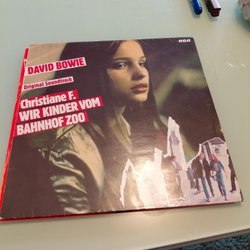 RCA
DAVID BOWIE
Original Soundtrack
Christiane F.
WIR KINDER VOM
BAHNHOF ZOO